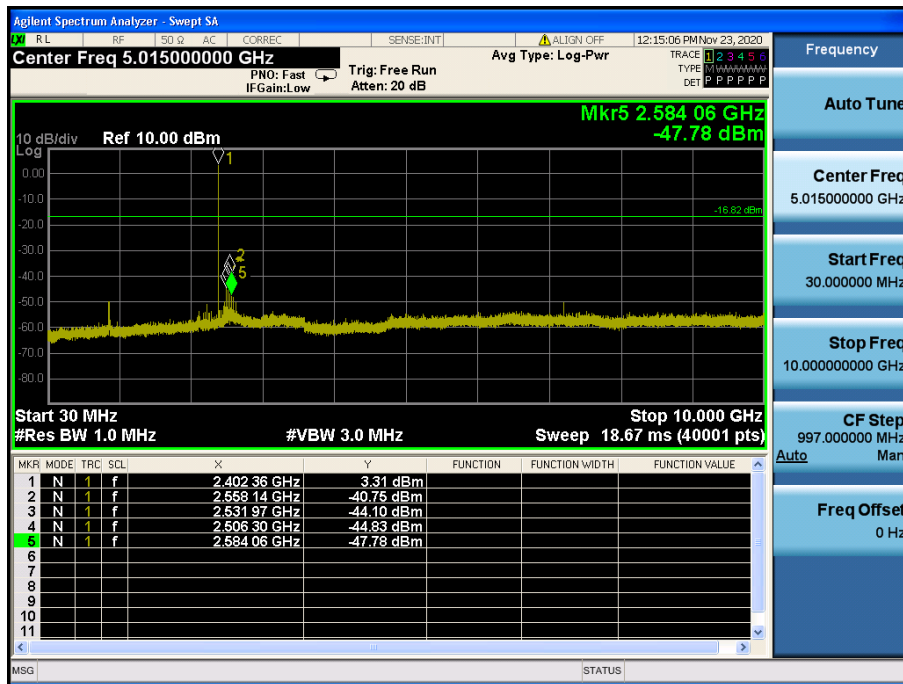 Agilent Spectrum Analyzer - Swept SA
LXI RL RF 50 Ω AC CORREC SENSE:INT ALIGN OFF 12:15:06 PM Nov 23, 2020
Center Freq 5.015000000 GHz
PNO: Fast
IFGain:Low
Trig: Free Run
Atten: 20 dB
Avg Type: Log-Pwr
TRACE 1 2 3 4 5 6
TYPE M W W W W W
DET P P P P P P
Mkr5 2.584 06 GHz
-47.78 dBm
10 dB/div Ref 10.00 dBm
Log
0.00
-10.0
-20.0
-30.0
-40.0
-50.0
-60.0
-70.0
-80.0
1
2
5
-16.82 dBm
Start 30 MHz Stop 10.000 GHz
#Res BW 1.0 MHz #VBW 3.0 MHz Sweep 18.67 ms (40001 pts)
MKR MODE TRC SCL X Y FUNCTION FUNCTION WIDTH FUNCTION VALUE
1 N 1 f 2.402 36 GHz 3.31 dBm
2 N 1 f 2.558 14 GHz -40.75 dBm
3 N 1 f 2.531 97 GHz -44.10 dBm
4 N 1 f 2.506 30 GHz -44.83 dBm
5 N 1 f 2.584 06 GHz -47.78 dBm
6
7
8
9
10
11
MSG STATUS
Frequency
Auto Tune
Center Freq
5.015000000 GHz
Start Freq
30.000000 MHz
Stop Freq
10.000000000 GHz
CF Step
997.000000 MHz
Auto Man
Freq Offset
0 Hz